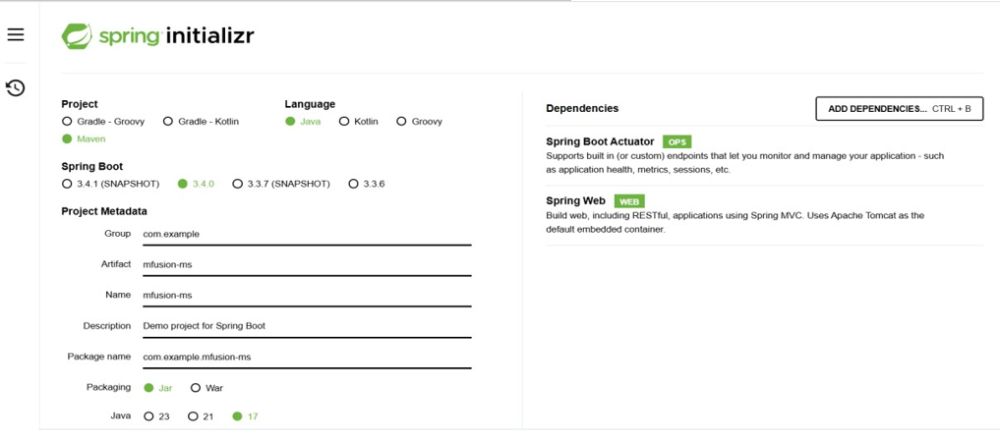 spring initializr
Project
Gradle - Groovy Gradle - Kotlin
Maven
Language
Java Kotlin Groovy
Spring Boot
3.4.1 (SNAPSHOT) 3.4.0 3.3.7 (SNAPSHOT) 3.3.6
Project Metadata
Group com.example
Artifact mfusion-ms
Name mfusion-ms
Description Demo project for Spring Boot
Package name com.example.mfusion-ms
Packaging Jar War
Java 23 21 17
Dependencies ADD DEPENDENCIES... CTRL + B
Spring Boot Actuator OPS
Supports built in (or custom) endpoints that let you monitor and manage your application - such
as application health, metrics, sessions, etc.
Spring Web WEB
Build web, including RESTful, applications using Spring MVC. Uses Apache Tomcat as the
default embedded container.